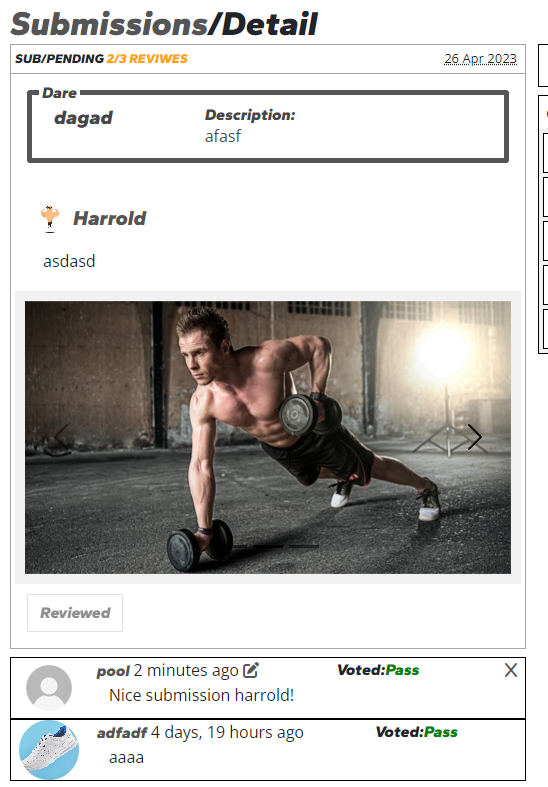 Submissions/Detail
SUB/PENDING 2/3 REVIWES 26 Apr 2023
Dare
dagad Description:
afasf
Harrold
asdasd
Reviewed
pool 2 minutes ago Voted:Pass X
Nice submission harrold!
adfadf 4 days, 19 hours ago Voted:Pass
aaaa